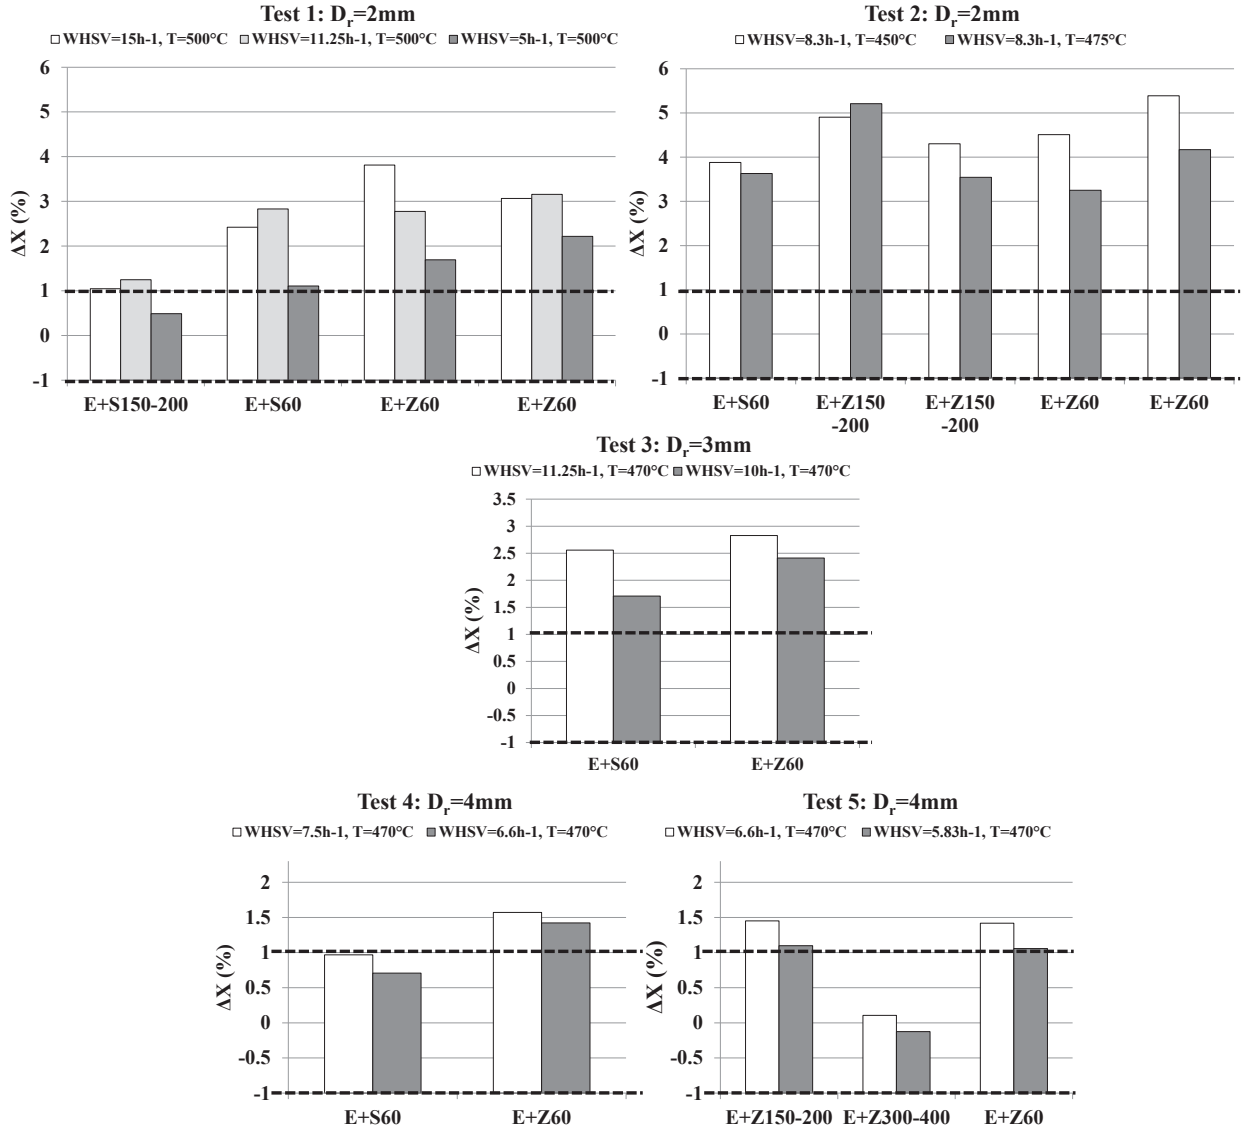 Test 1: Dr=2mm
WHSV=15h-1, T=500°C WHSV=11.25h-1, T=500°C WHSV=5h-1, T=500°C
6
5
4
3
2
1
0
-1
ΔX (%)
E+S150-200 E+S60 E+Z60 E+Z60
Test 2: Dr=2mm
WHSV=8.3h-1, T=450°C WHSV=8.3h-1, T=475°C
6
5
4
3
2
1
0
-1
ΔX (%)
E+S60 E+Z150 E+Z150 E+Z60 E+Z60
-200 -200
Test 3: Dr=3mm
WHSV=11.25h-1, T=470°C WHSV=10h-1, T=470°C
3.5
3
2.5
2
1.5
1
0.5
0
-0.5
-1
ΔX (%)
E+S60 E+Z60
Test 4: Dr=4mm
WHSV=7.5h-1, T=470°C WHSV=6.6h-1, T=470°C
2
1.5
1
0.5
0
-0.5
-1
ΔX (%)
E+S60 E+Z60
Test 5: Dr=4mm
WHSV=6.6h-1, T=470°C WHSV=5.83h-1, T=470°C
2
1.5
1
0.5
0
-0.5
-1
ΔX (%)
E+Z150-200 E+Z300-400 E+Z60